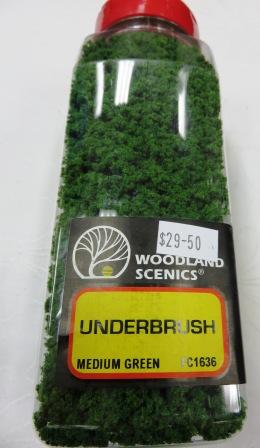 $29-50
WOODLAND
SCENICS®
UNDERBRUSH
MEDIUM GREEN FC1636